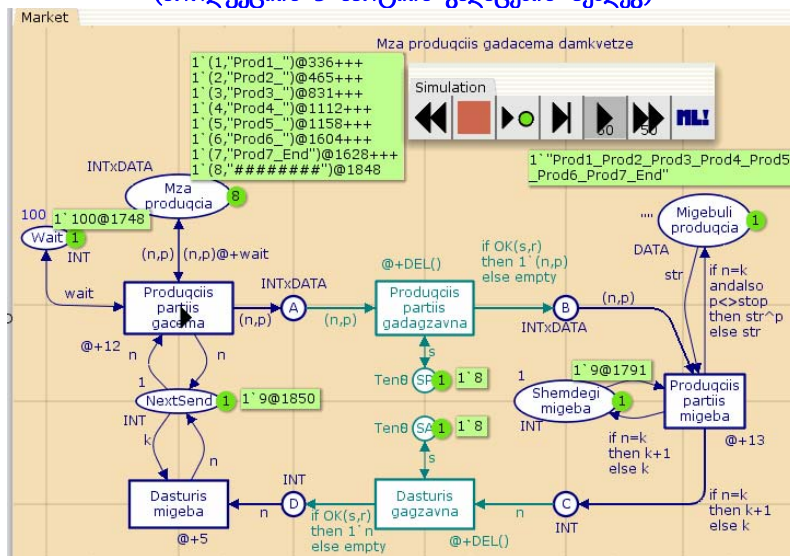 Market
Mza produqciis gadacema damkvetze
1`(1,"Prod1_")@336+++
1`(2,"Prod2_")@465+++
1`(3,"Prod3_")@831+++
1`(4,"Prod4_")@1112+++
1`(5,"Prod5_")@1158+++
1`(6,"Prod6_")@1604+++
1`(7,"Prod7_End")@1628+++
1`(8,"########")@1848
Simulation
50
50
ML!
1`"Prod1_Prod2_Prod3_Prod4_Prod5
_Prod6_Prod7_End"
INTxDATA
Mza
produqcia
8
100
1`100@1748
Wait
1
INT
""
Migebuli
produqcia
1
DATA
(n,p)
(n,p)@+wait
wait
INTxDATA
@+DEL()
if OK(s,r)
then 1`(n,p)
else empty
str
if n=k
andalso
p<>stop
then str^p
else str
Produqciis
partiis
gacema
(n,p)
A
(n,p)
Produqciis
partiis
gadagzavna
B
(n,p)
INTxDATA
@+12
n
n
s
Ten0
SP
1
1`8
1
NextSend
1
1`9@1850
INT
1`9@1791
1
Shemdegi
migeba
1
INT
Produqciis
partiis
migeba
@+13
Ten0
SA
1
1`8
s
k
n
if n=k
then k+1
else k
Dasturis
migeba
@+5
n
INT
D
if OK(s,r)
then 1`n
else empty
Dasturis
gagzavna
@+DEL()
n
C
INT
if n=k
then k+1
else k